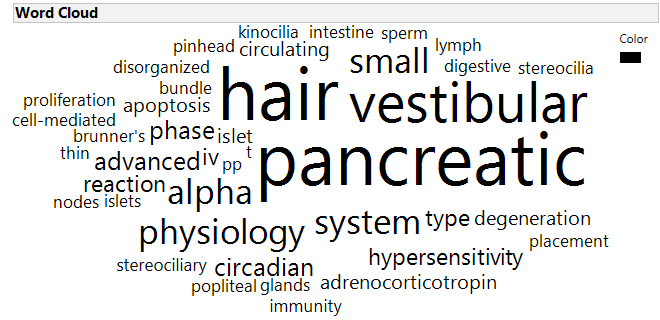 Word Cloud
Color
kinocilia intestine sperm
pinhead circulating small lymph
disorganized digestive stereocilia
bundle hair vestibular
proliferation apoptosis
cell-mediated
brunner's phase islet
thin advanced iv pp t pancreatic
reaction alpha
nodes islets
physiology system type degeneration
placement
stereociliary circadian hypersensitivity
popliteal glands adrenocorticotropin
immunity